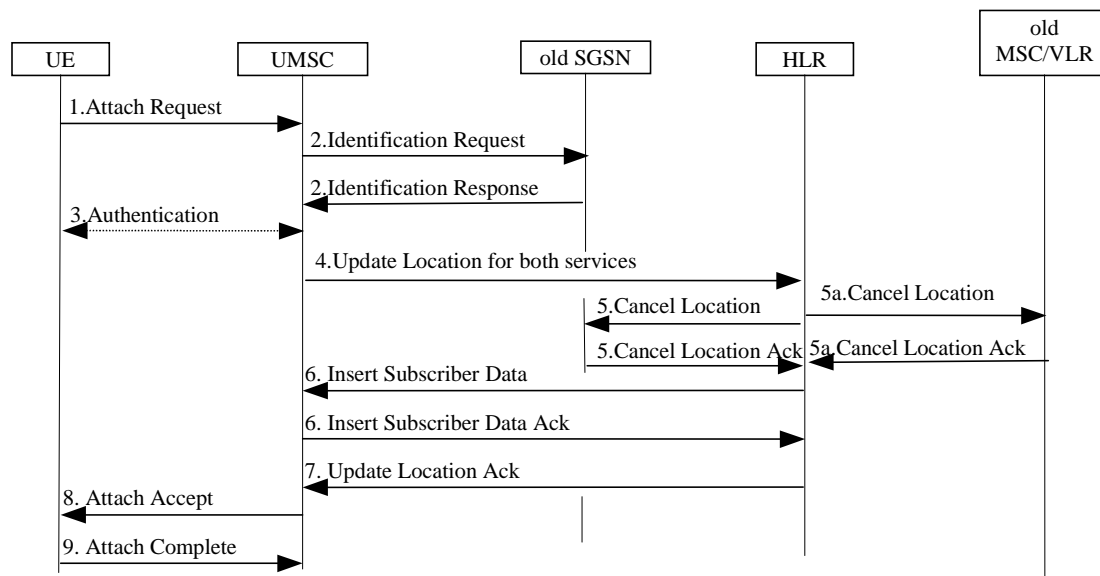 old
MSC/VLR
UE
UMSC
old SGSN
HLR
1.Attach Request
2.Identification Request
2.Identification Response
3.Authentication
4.Update Location for both services
5a.Cancel Location
5.Cancel Location
5.Cancel Location Ack
5a.Cancel Location Ack
6. Insert Subscriber Data
6. Insert Subscriber Data Ack
7. Update Location Ack
8. Attach Accept
9. Attach Complete